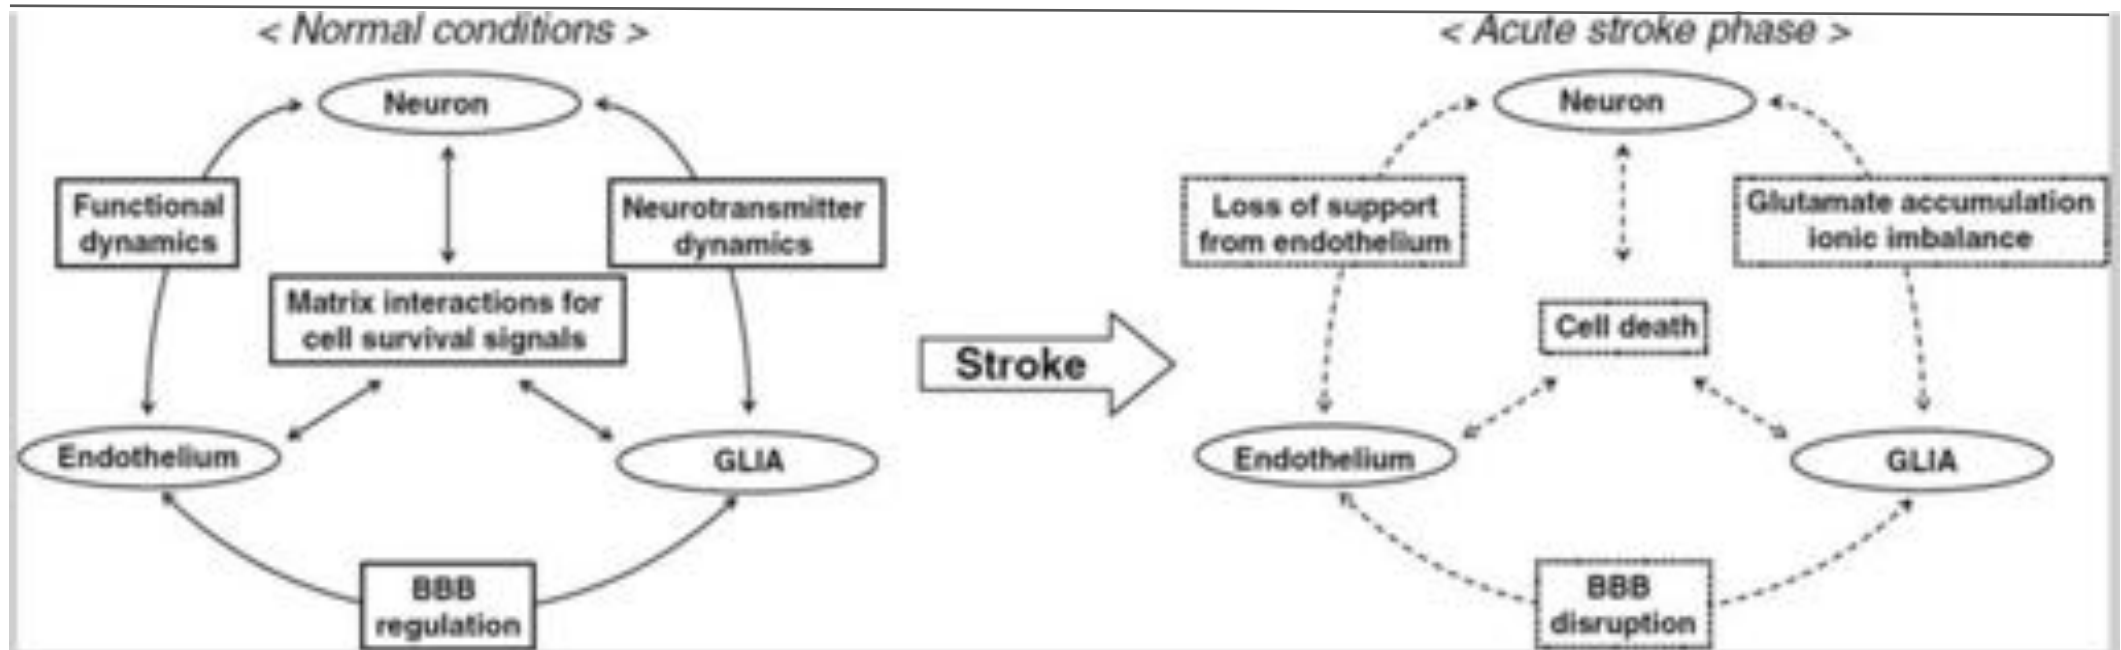 < Normal conditions >
Neuron
Functional
dynamics
Neurotransmitter
dynamics
Matrix interactions for
cell survival signals
Endothelium
GLIA
BBB
regulation
Stroke
< Acute stroke phase >
Neuron
Loss of support
from endothelium
Glutamate accumulation
ionic imbalance
Cell death
Endothelium
GLIA
BBB
disruption